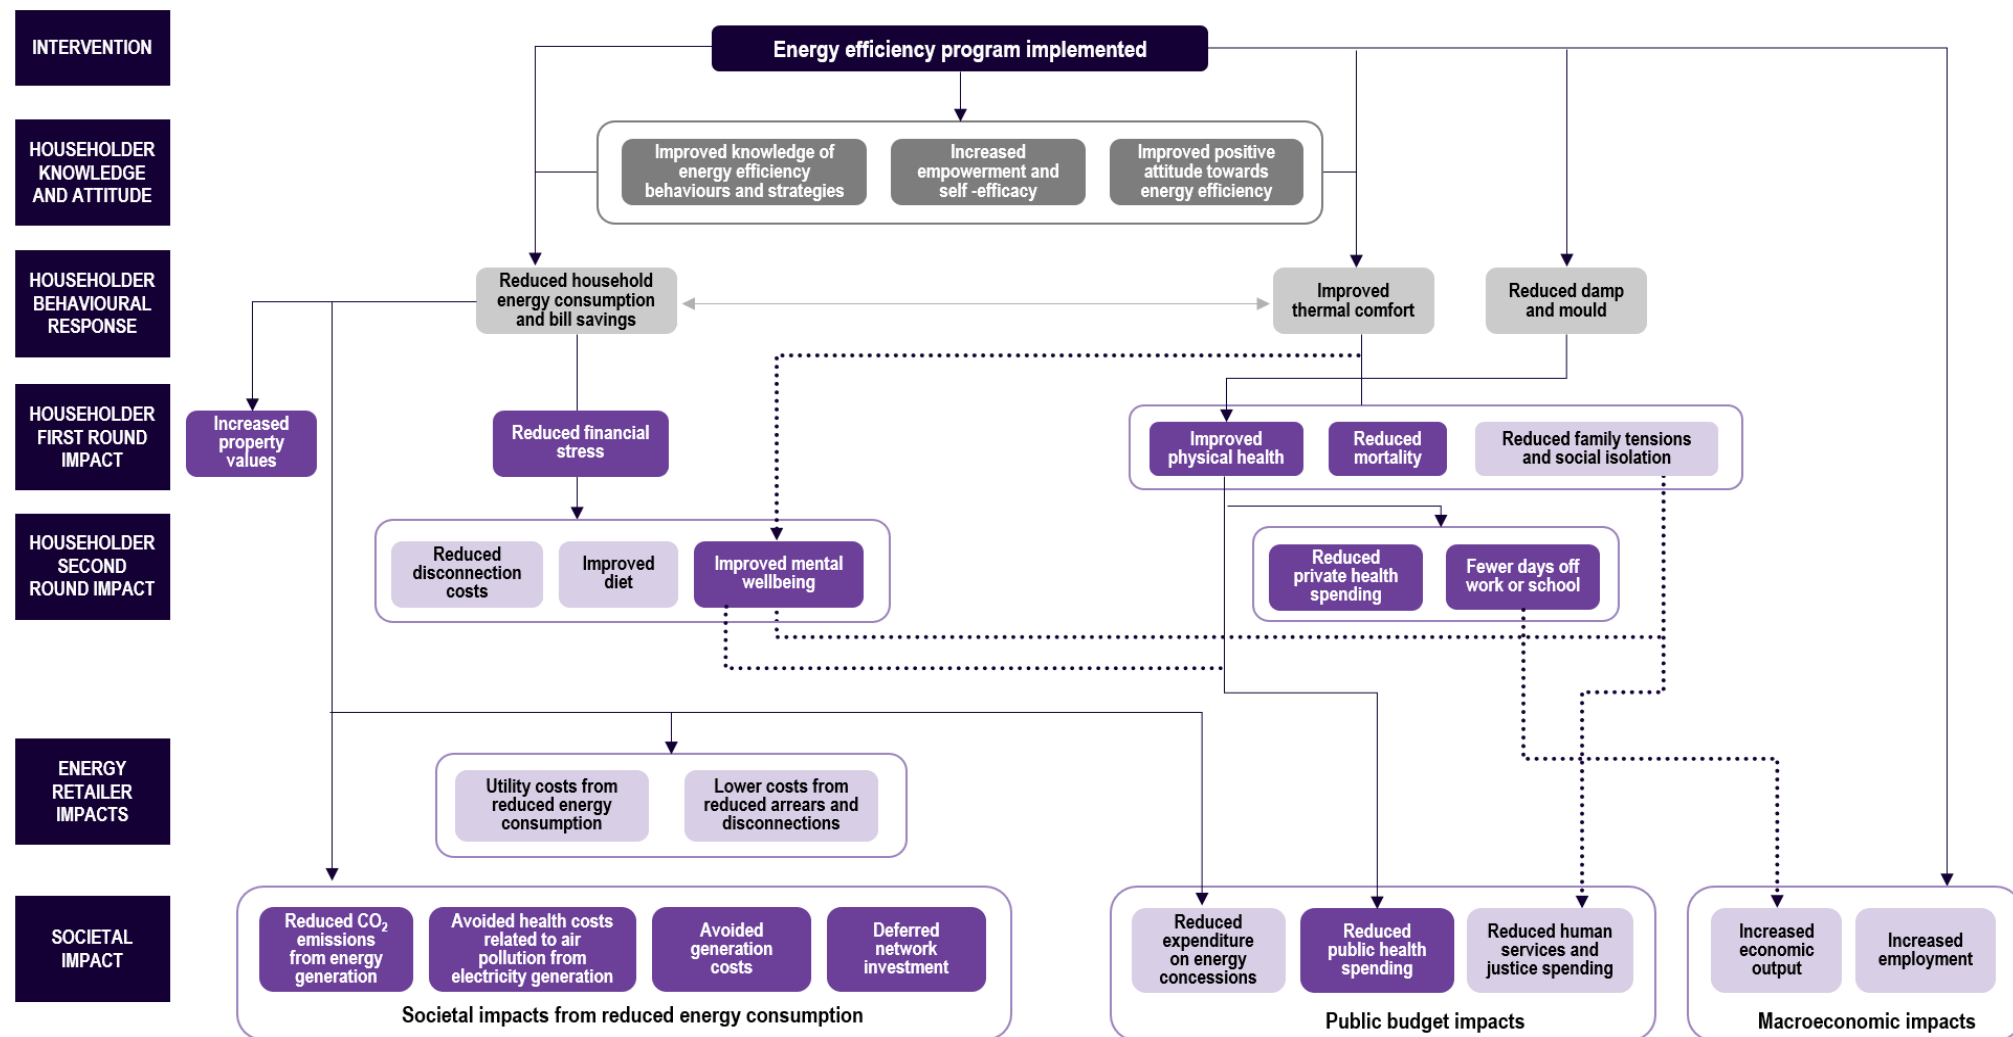 INTERVENTION
Energy efficiency program implemented
HOUSEHOLDER
KNOWLEDGE
AND ATTITUDE
Improved knowledge of
energy efficiency
behaviours and strategies
Increased
empowerment and
self -efficacy
Improved positive
attitude towards
energy efficiency
HOUSEHOLDER
BEHAVIOURAL
RESPONSE
Reduced household
energy consumption
and bill savings
Improved
thermal comfort
Reduced damp
and mould
HOUSEHOLDER
FIRST ROUND
IMPACT
Increased
property
values
Reduced financial
stress
Improved
physical health
Reduced
mortality
Reduced family tensions
and social isolation
HOUSEHOLDER
SECOND
ROUND IMPACT
Reduced
disconnection
costs
Improved
diet
Improved mental
wellbeing
Reduced
private health
spending
Fewer days off
work or school
ENERGY
RETAILER
IMPACTS
Utility costs from
reduced energy
consumption
Lower costs from
reduced arrears and
disconnections
SOCIETAL
IMPACT
Reduced CO₂
emissions
from energy
generation
Avoided health costs
related to air
pollution from
electricity generation
Avoided
generation
costs
Deferred
network
investment
Societal impacts from reduced energy consumption
Reduced
expenditure
on energy
concessions
Reduced
public health
spending
Reduced human
services and
justice spending
Public budget impacts
Increased
economic
output
Increased
employment
Macroeconomic impacts